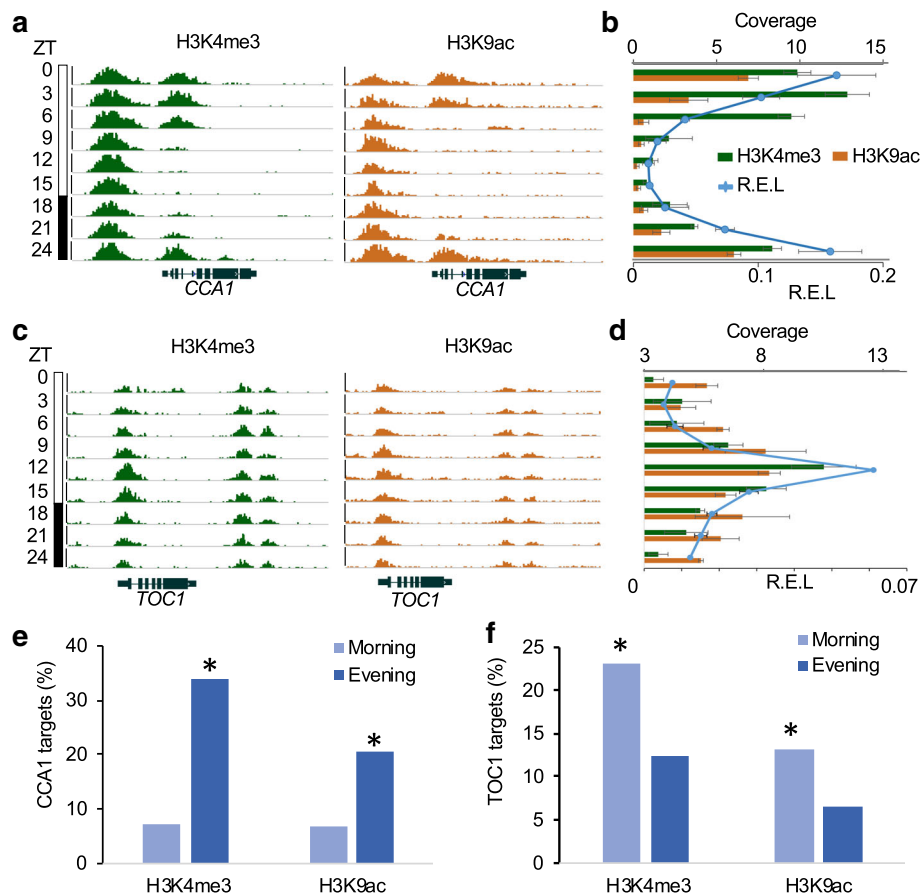 a
H3K4me3
H3K9ac
ZT
0
3
6
9
12
15
18
21
24
CCA1
CCA1
b
Coverage
0 5 10 15
H3K4me3 H3K9ac
R.E.L
0 0.1 0.2
R.E.L
c
H3K4me3
H3K9ac
ZT
0
3
6
9
12
15
18
21
24
TOC1
TOC1
d
Coverage
3 8 13
0 R.E.L 0.07
e
CCA1 targets (%)
40
30
20
10
0
Morning
Evening
*
*
H3K4me3 H3K9ac
f
TOC1 targets (%)
25
20
15
10
5
0
Morning
Evening
*
*
H3K4me3 H3K9ac